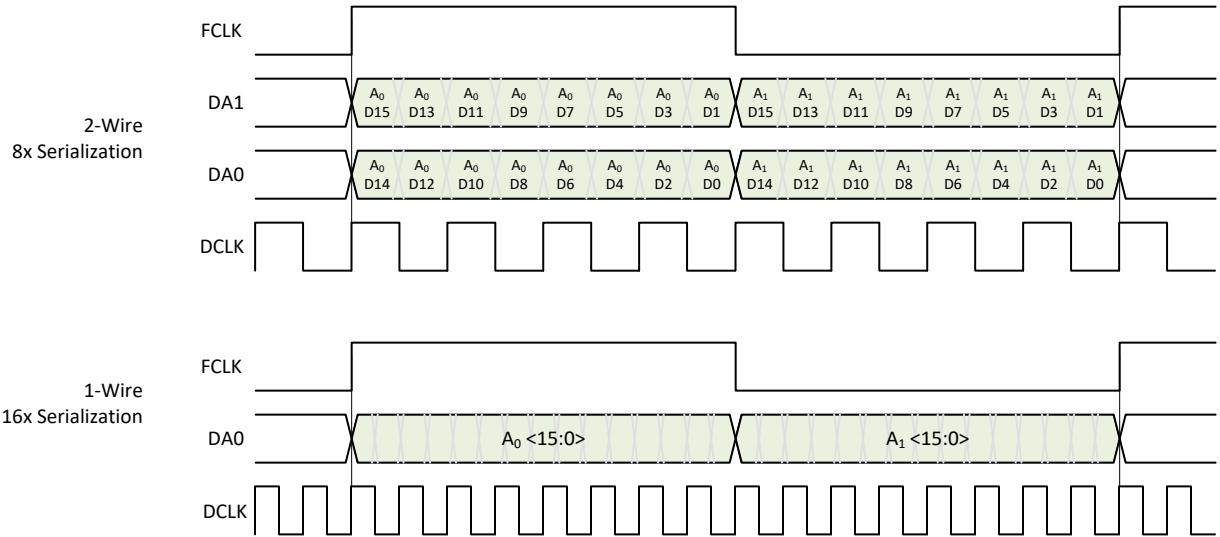 FCLK
2-Wire
8x Serialization
DA1
A0 A0 A0 A0 A0 A0 A0 A0 A1 A1 A1 A1 A1 A1 A1 A1
D15 D13 D11 D9 D7 D5 D3 D1 D15 D13 D11 D9 D7 D5 D3 D1
DA0
A0 A0 A0 A0 A0 A0 A0 A0 A1 A1 A1 A1 A1 A1 A1 A1
D14 D12 D10 D8 D6 D4 D2 D0 D14 D12 D10 D8 D6 D4 D2 D0
DCLK
FCLK
1-Wire
16x Serialization
DA0 A0 <15:0> A1 <15:0>
DCLK